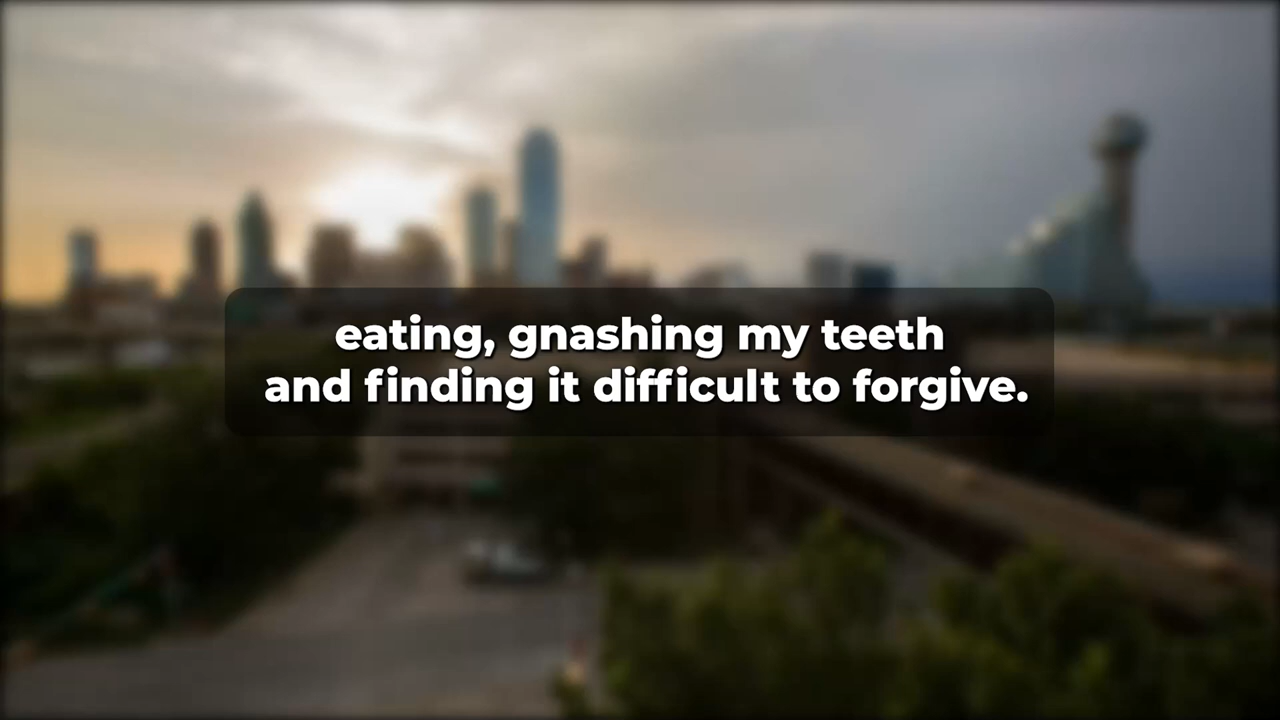 eating, gnashing my teeth
and finding it difficult to forgive.